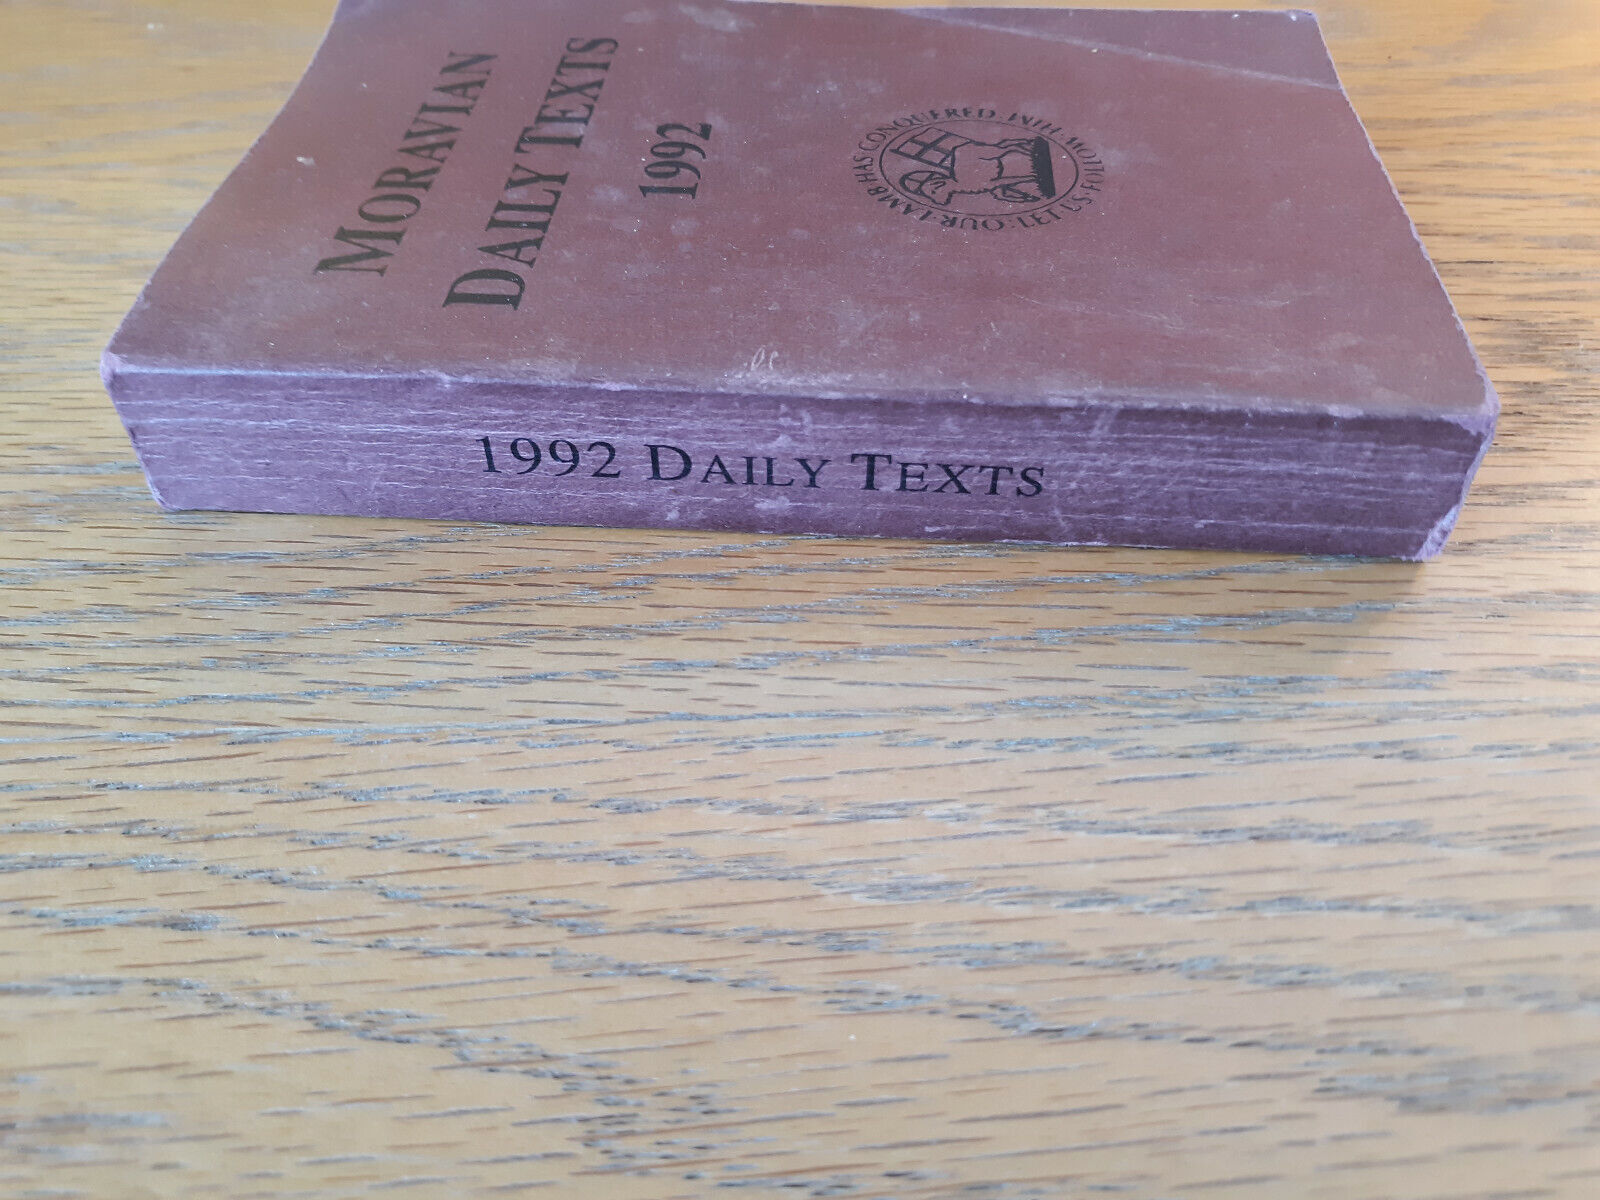 MORAVIAN
DAILY TEXTS
1992
OUR · LAMB HAS · CONQUERED · HIM · FOLLOW · LET US ·
1992 DAILY TEXTS